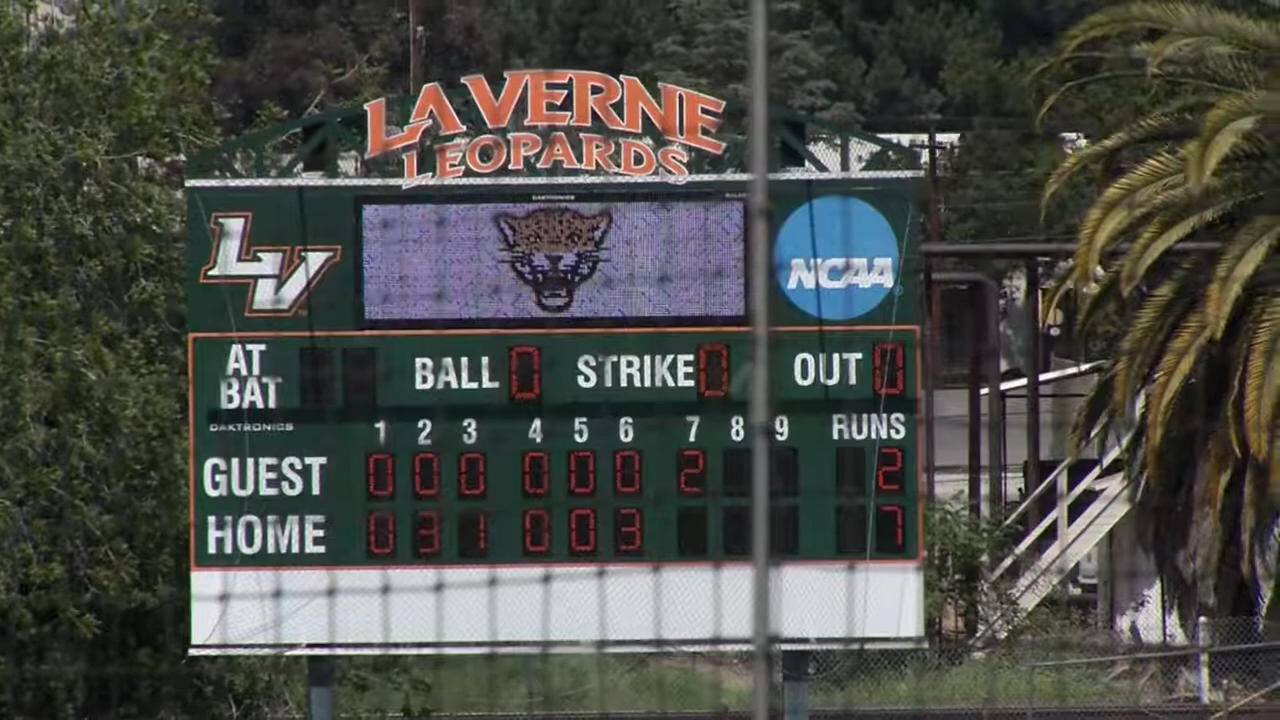 LA VERNE
LEOPARDS
DAKTRONICS
LV
NCAA
AT BAT BALL 0 STRIKE 0 OUT 0
DAKTRONICS
1 2 3 4 5 6 7 8 9 RUNS
GUEST 0 0 0 0 0 0 2 2
HOME 0 3 1 0 0 3 7